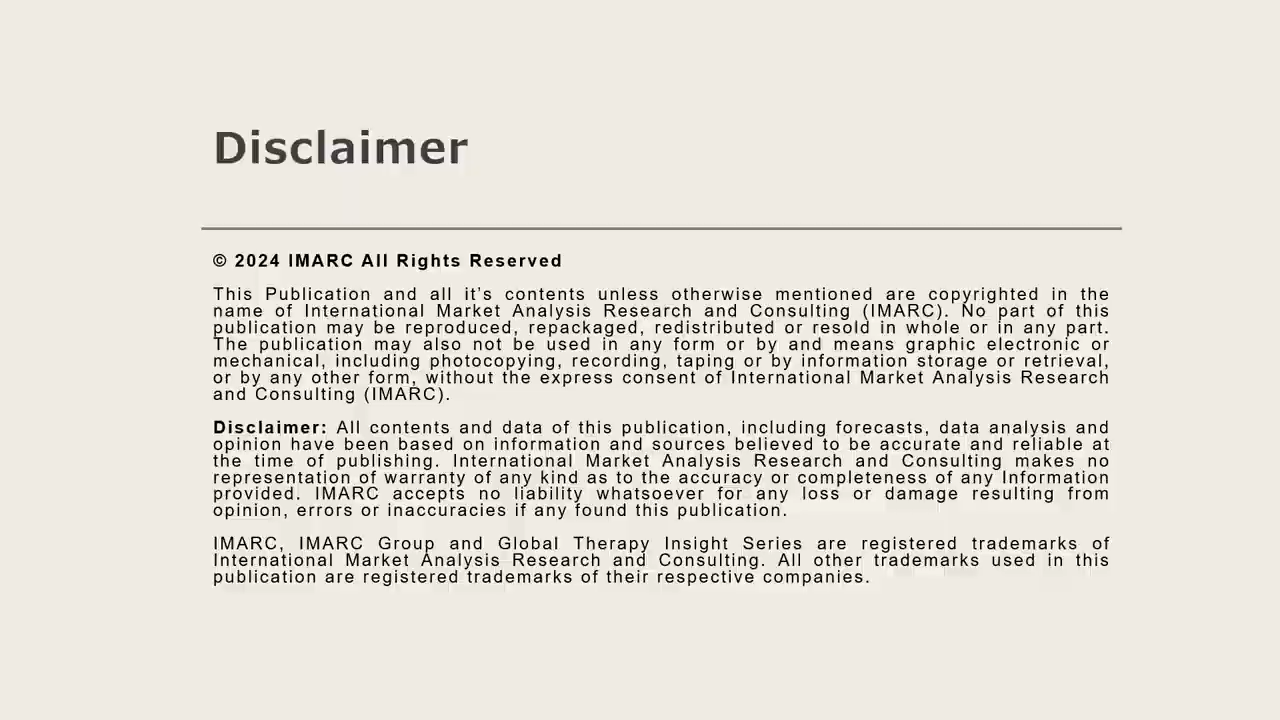 Disclaimer
© 2024 IMARC All Rights Reserved
This Publication and all it’s contents unless otherwise mentioned are copyrighted in the
name of International Market Analysis Research and Consulting (IMARC). No part of this
publication may be reproduced, repackaged, redistributed or resold in whole or in any part.
The publication may also not be used in any form or by and means graphic electronic or
mechanical, including photocopying, recording, taping or by information storage or retrieval,
or by any other form, without the express consent of International Market Analysis Research
and Consulting (IMARC).
Disclaimer: All contents and data of this publication, including forecasts, data analysis and
opinion have been based on information and sources believed to be accurate and reliable at
the time of publishing. International Market Analysis Research and Consulting makes no
representation of warranty of any kind as to the accuracy or completeness of any Information
provided. IMARC accepts no liability whatsoever for any loss or damage resulting from
opinion, errors or inaccuracies if any found this publication.
IMARC, IMARC Group and Global Therapy Insight Series are registered trademarks of
International Market Analysis Research and Consulting. All other trademarks used in this
publication are registered trademarks of their respective companies.